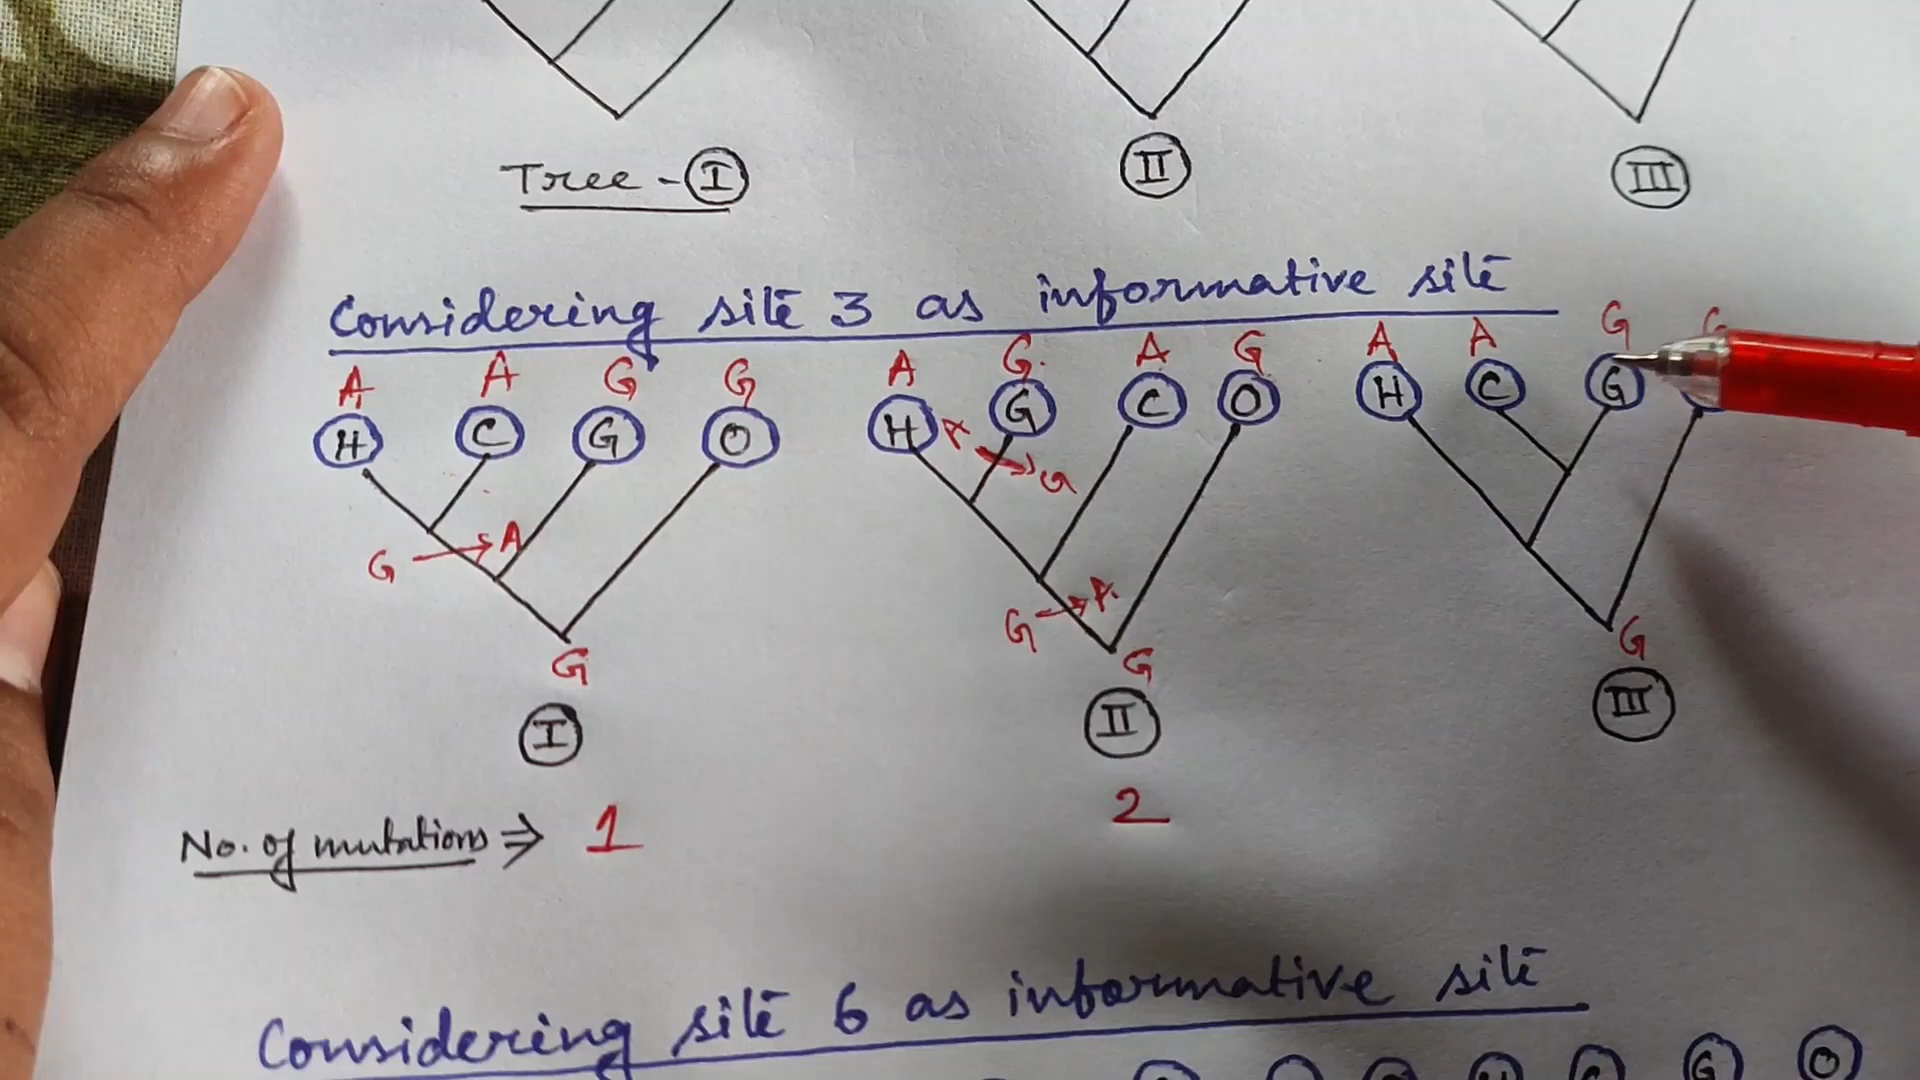 Tree - I II III
Considering site 3 as informative site
A A G G A G A G A A G G
H C G O H G C O H C G
A → G
G → A
G → A
G G G
I II III
No. of mutations ⇒ 1 2
Considering site 6 as informative site
H C G O